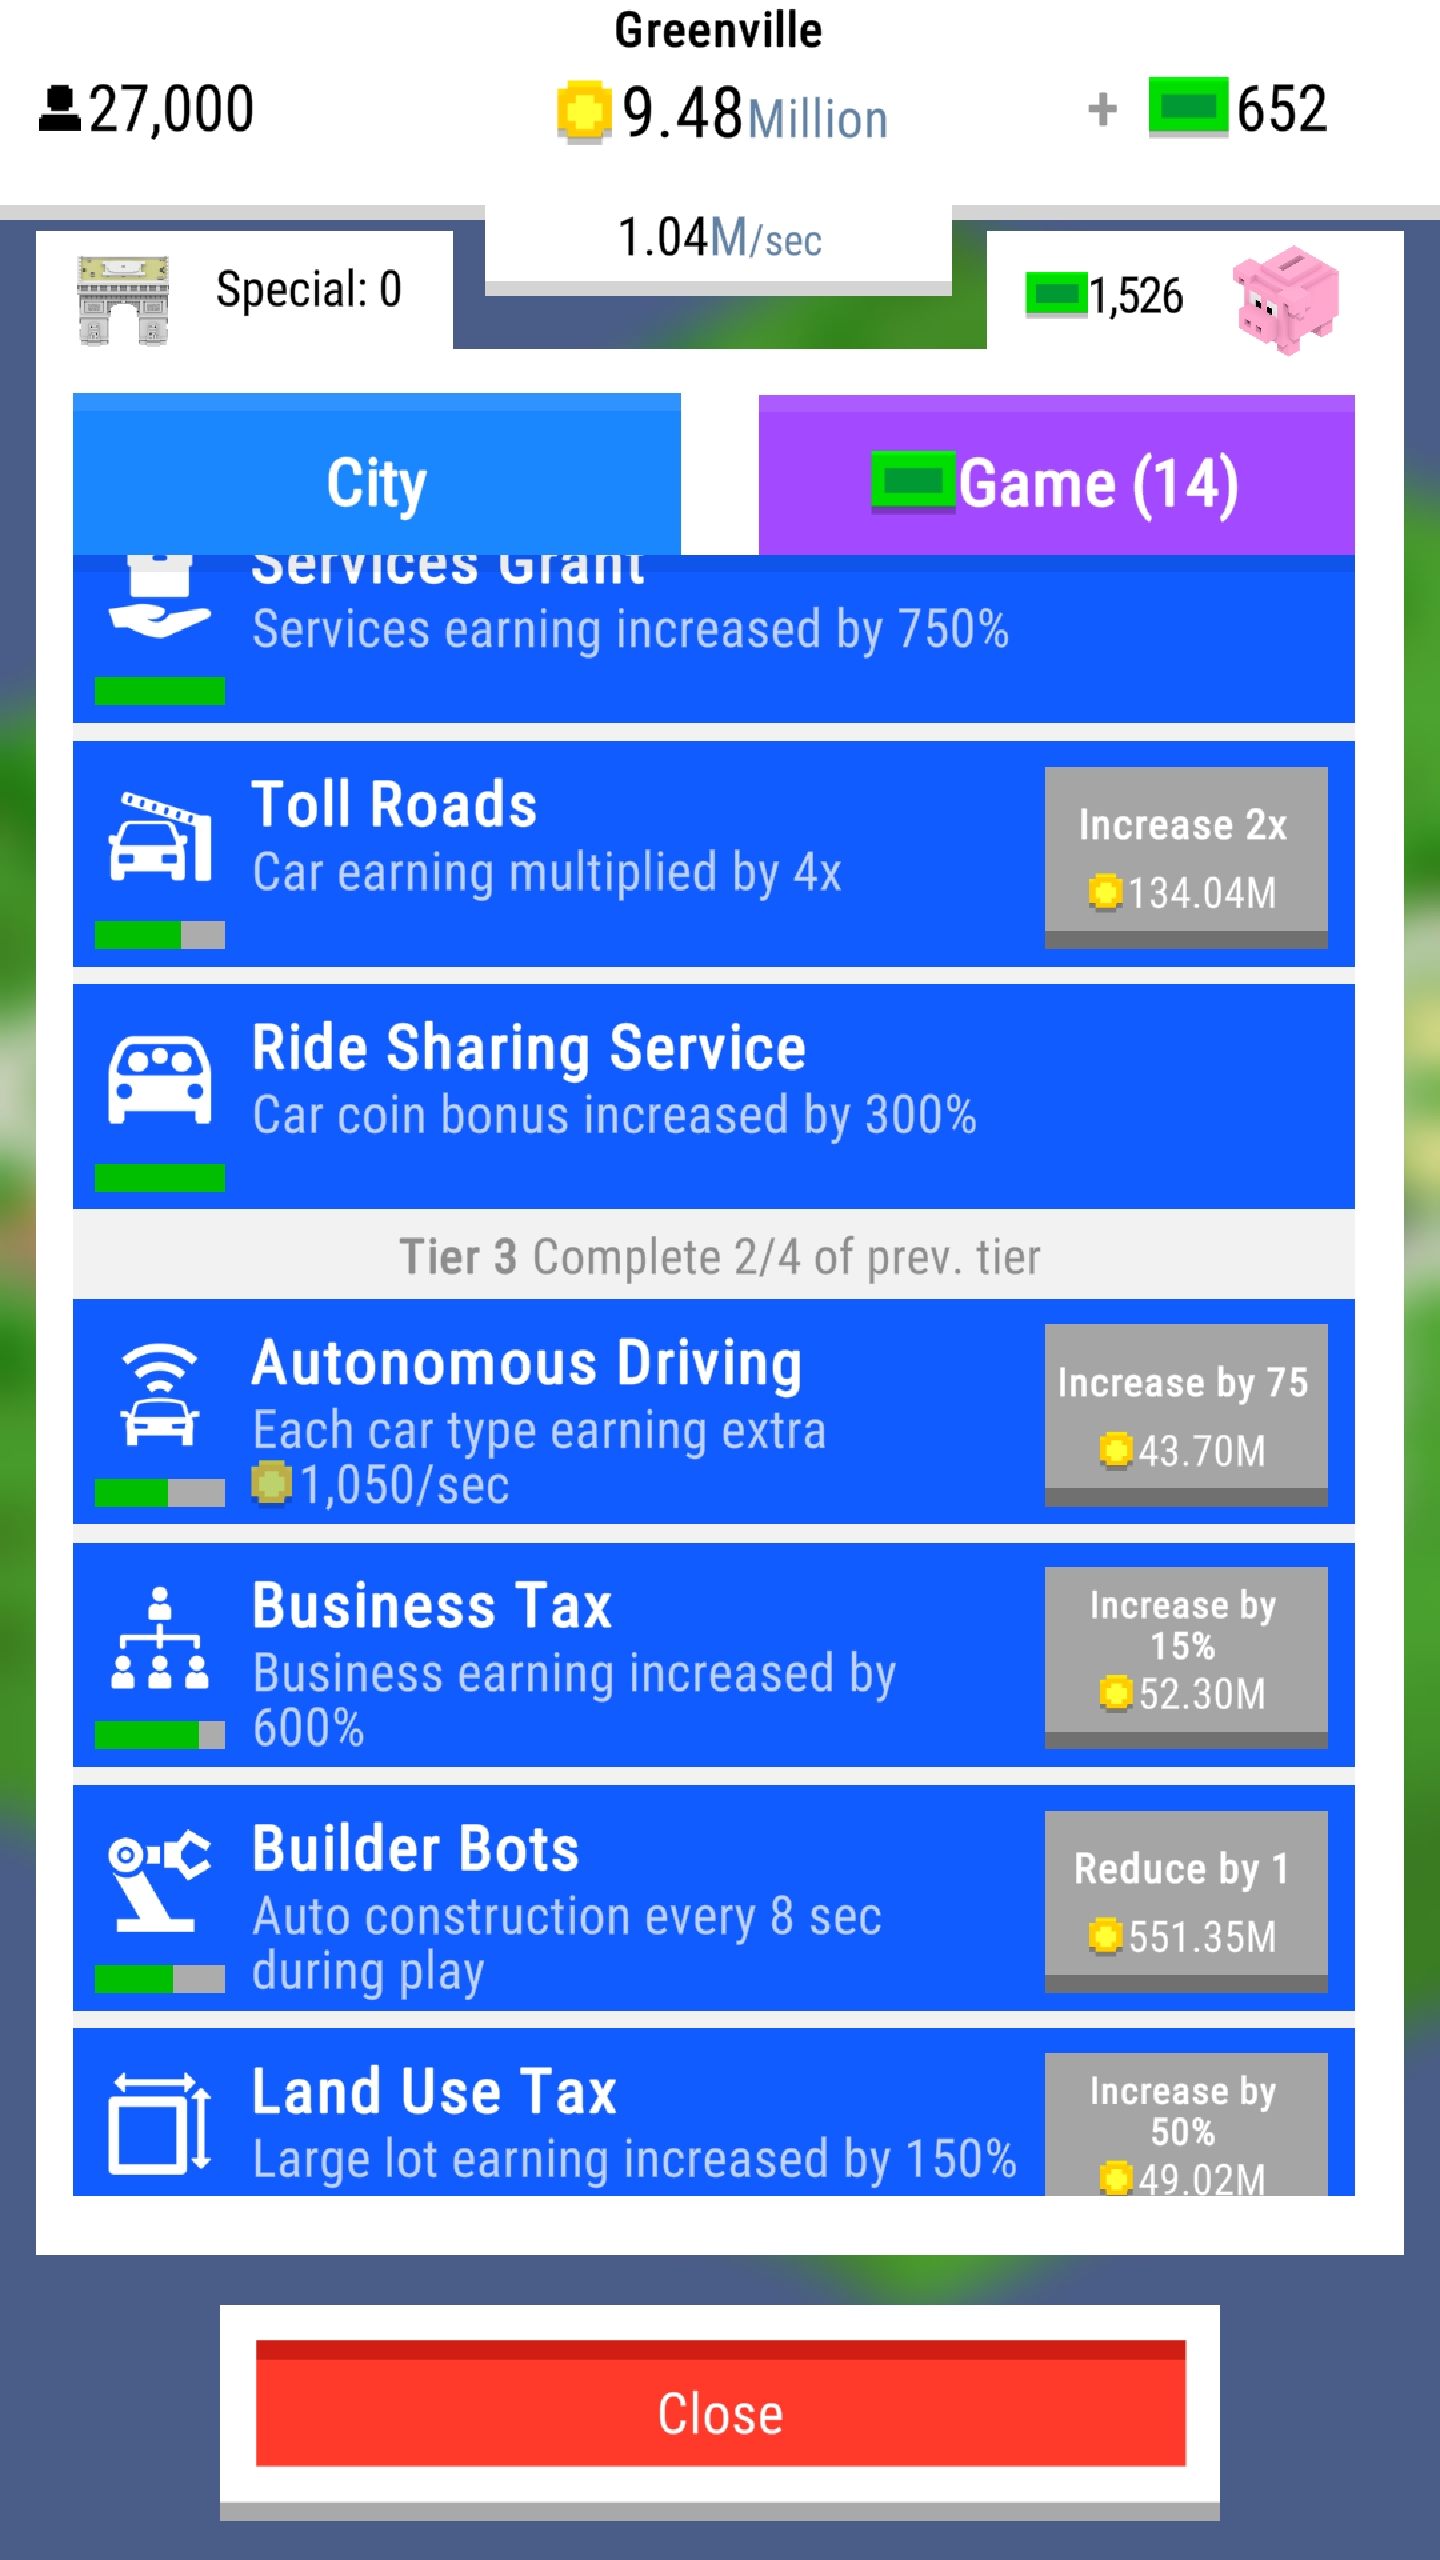 Greenville
27,000
9.48Million
+ 652
1.04M/sec
Special: 0
1,526
City
Game (14)
Services Grant
Services earning increased by 750%
Toll Roads
Car earning multiplied by 4x
Increase 2x
134.04M
Ride Sharing Service
Car coin bonus increased by 300%
Tier 3 Complete 2/4 of prev. tier
Autonomous Driving
Each car type earning extra
1,050/sec
Increase by 75
43.70M
Business Tax
Business earning increased by
600%
Increase by
15%
52.30M
Builder Bots
Auto construction every 8 sec
during play
Reduce by 1
551.35M
Land Use Tax
Large lot earning increased by 150%
Increase by
50%
49.02M
Close